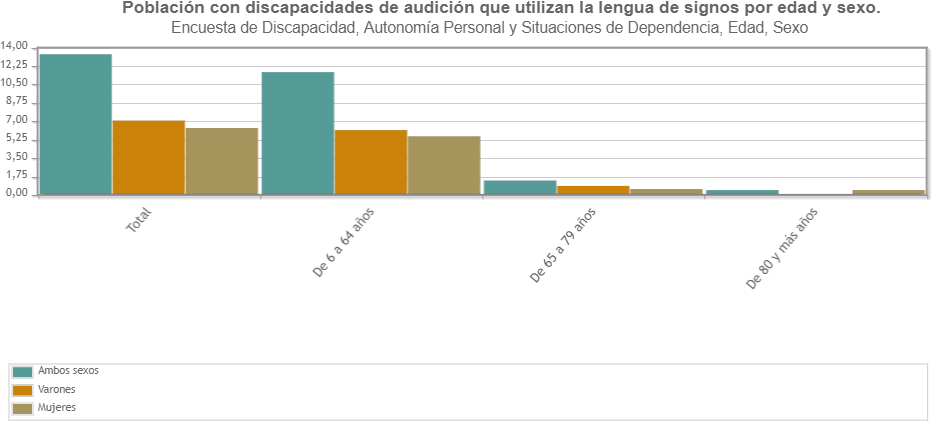 Población con discapacidades de audición que utilizan la lengua de signos por edad y sexo.
Encuesta de Discapacidad, Autonomía Personal y Situaciones de Dependencia, Edad, Sexo
14,00
12,25
10,50
8,75
7,00
5,25
3,50
1,75
0,00
Total
De 6 a 64 años
De 65 a 79 años
De 80 y más años
Ambos sexos
Varones
Mujeres